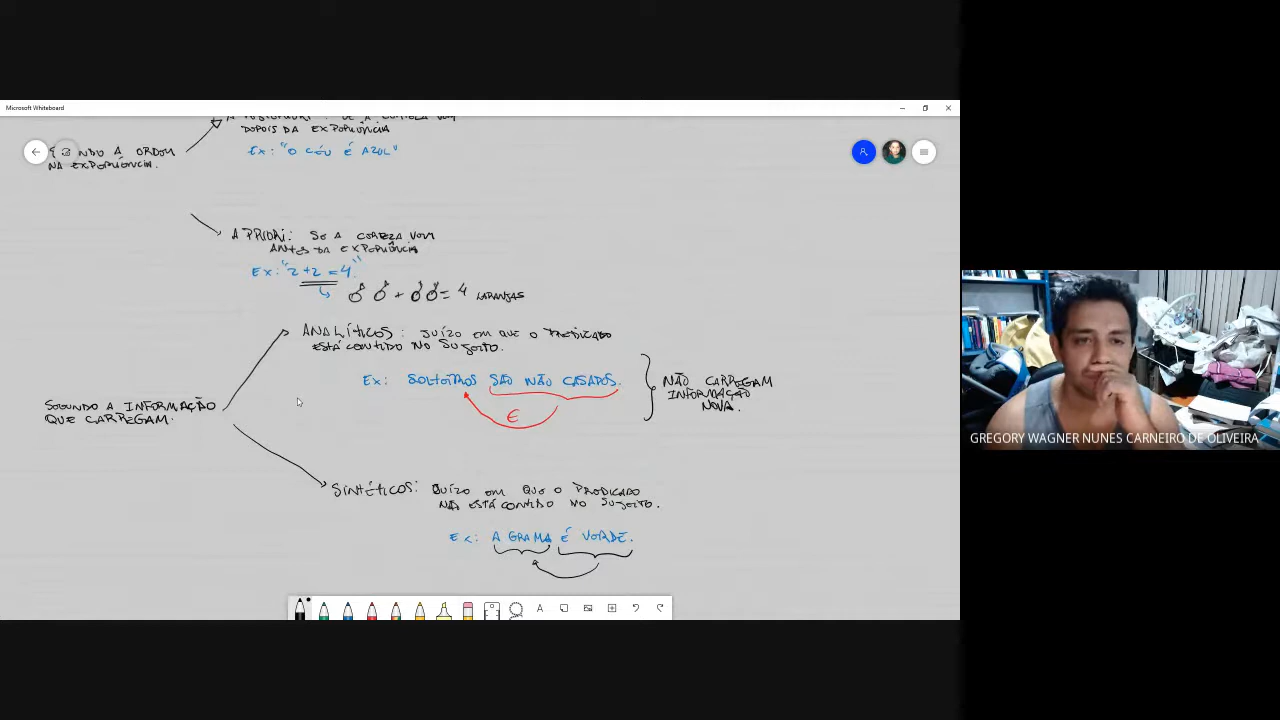 Microsoft Whiteboard
DEPOIS DA EXPERIÊNCIA
EX: "O CÉU É AZUL"
A ORDEM
NA EXPERIÊNCIA.
A PRIORI: SE A CERTEZA VEM
ANTES DA EXPERIÊNCIA
EX: "2+2=4"
+ = 4 LARANJAS
ANALÍTICOS: JUÍZO EM QUE O PREDICADO
ESTÁ CONTIDO NO SUJEITO.
EX: SOLTEIROS SÃO NÃO CASADOS.
NÃO CARREGAM
INFORMAÇÃO
NOVA.
SEGUNDO A INFORMAÇÃO
QUE CARREGAM.
SINTÉTICOS: JUÍZO EM QUE O PREDICADO
NÃO ESTÁ CONTIDO NO SUJEITO.
EX: A GRAMA É VERDE.
A
GREGORY WAGNER NUNES CARNEIRO DE OLIVEIRA